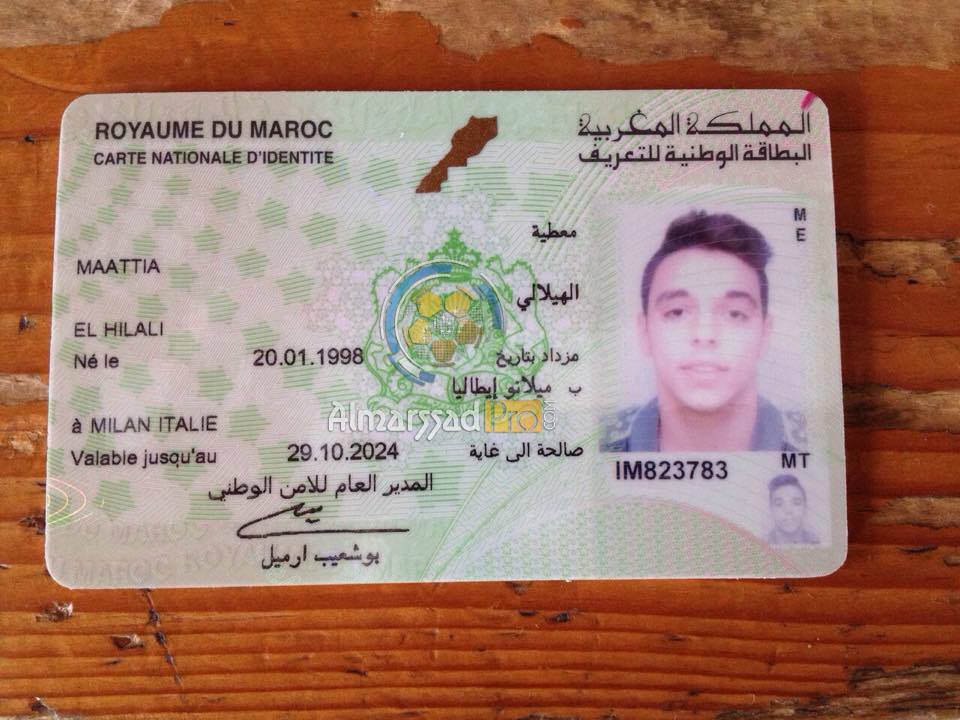 ROYAUME DU MAROC
CARTE NATIONALE D'IDENTITE
المملكة المغربية
البطاقة الوطنية للتعريف
معطية
MAATTIA
الهيلالي
EL HILALI
Né le 20.01.1998 مزداد بتاريخ
ب ميلانو إيطاليا
à MILAN ITALIE
Valable jusqu'au 29.10.2024 صالحة الى غاية
المدير العام للامن الوطني
بوشعيب ارميل
M
E
IM823783
MT
Almarssad Pro